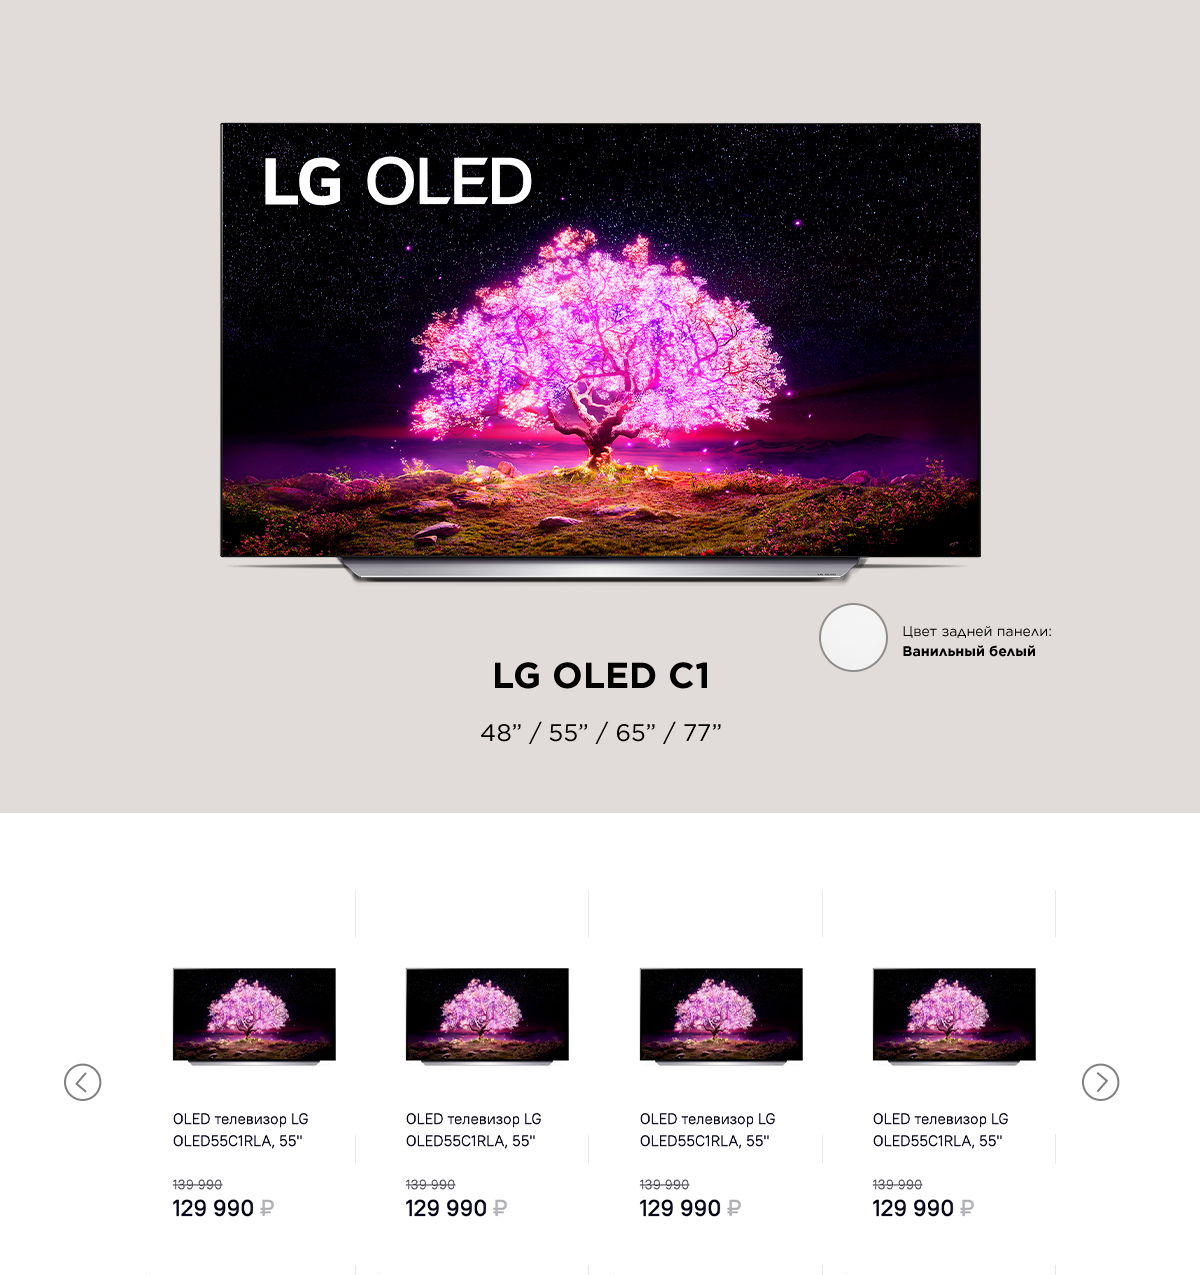 LG OLED
Цвет задней панели:
Ванильный белый
LG OLED C1
48” / 55” / 65” / 77”
OLED телевизор LG
OLED55C1RLA, 55"
139 990
129 990 ₽
OLED телевизор LG
OLED55C1RLA, 55"
139 990
129 990 ₽
OLED телевизор LG
OLED55C1RLA, 55"
139 990
129 990 ₽
OLED телевизор LG
OLED55C1RLA, 55"
139 990
129 990 ₽